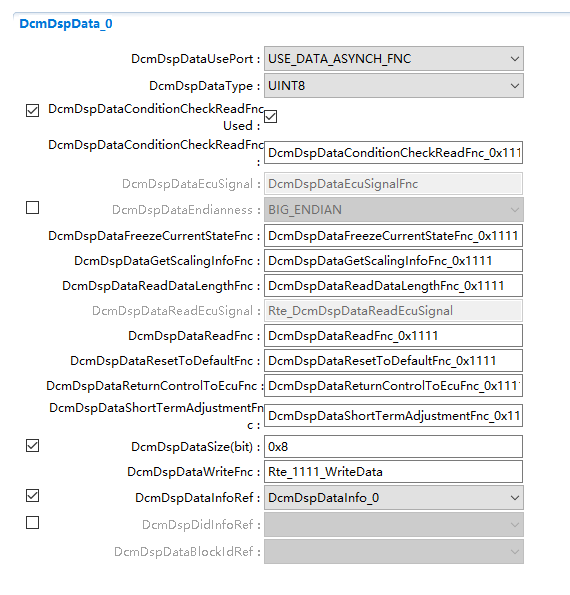 DcmDspData_0
DcmDspDataUsePort : USE_DATA_ASYNCH_FNC
DcmDspDataType : UINT8
DcmDspDataConditionCheckReadFnc
Used :
DcmDspDataConditionCheckReadFnc
: DcmDspDataConditionCheckReadFnc_0x111
DcmDspDataEcuSignal : DcmDspDataEcuSignalFnc
DcmDspDataEndianness : BIG_ENDIAN
DcmDspDataFreezeCurrentStateFnc : DcmDspDataFreezeCurrentStateFnc_0x1111
DcmDspDataGetScalingInfoFnc : DcmDspDataGetScalingInfoFnc_0x1111
DcmDspDataReadDataLengthFnc : DcmDspDataReadDataLengthFnc_0x1111
DcmDspDataReadEcuSignal : Rte_DcmDspDataReadEcuSignal
DcmDspDataReadFnc : DcmDspDataReadFnc_0x1111
DcmDspDataResetToDefaultFnc : DcmDspDataResetToDefaultFnc_0x1111
DcmDspDataReturnControlToEcuFnc : DcmDspDataReturnControlToEcuFnc_0x111
DcmDspDataShortTermAdjustmentFn
c : DcmDspDataShortTermAdjustmentFnc_0x11
DcmDspDataSize(bit) : 0x8
DcmDspDataWriteFnc : Rte_1111_WriteData
DcmDspDataInfoRef : DcmDspDataInfo_0
DcmDspDidInfoRef :
DcmDspDataBlockIdRef :